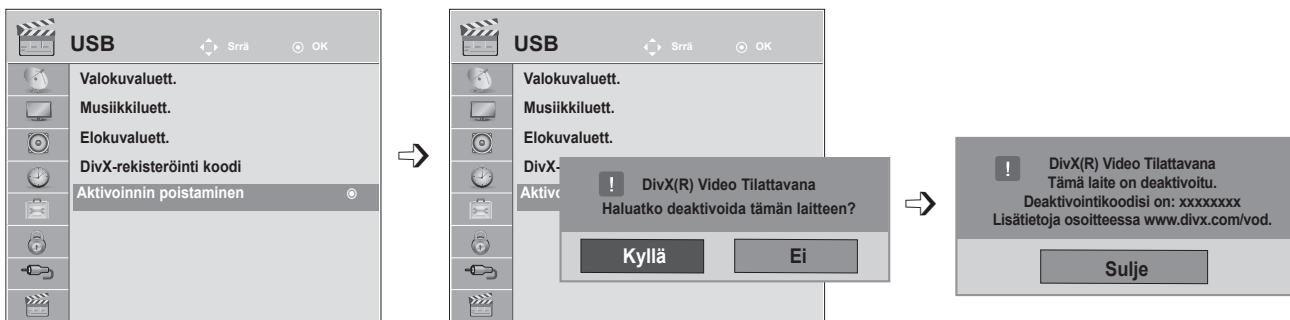 USB Srrä OK
Valokuvaluett.
Musiikkiluett.
Elokuvaluett.
DivX-rekisteröinti koodi
Aktivoinnin poistaminen
USB Srrä OK
Valokuvaluett.
Musiikkiluett.
Elokuvaluett.
DivX-
Aktivo
! DivX(R) Video Tilattavana
Haluatko deaktivoida tämän laitteen?
Kyllä Ei
! DivX(R) Video Tilattavana
Tämä laite on deaktivoitu.
Deaktivointikoodisi on: xxxxxxxx
Lisätietoja osoitteessa www.divx.com/vod.
Sulje